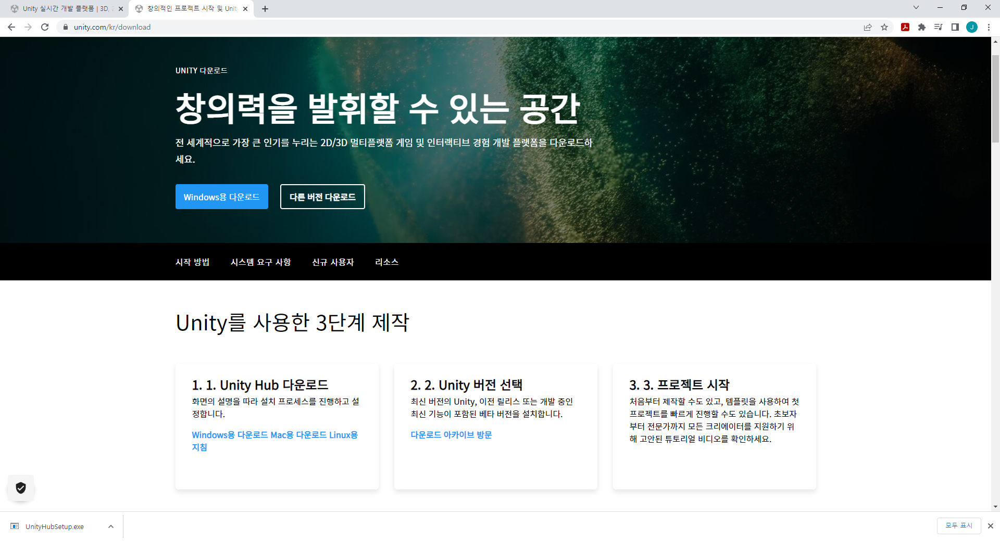 Unity 실시간 개발 플랫폼 | 3D, 2
창의적인 프로젝트 시작 및 Unity
unity.com/kr/download
J
UNITY 다운로드
창의력을 발휘할 수 있는 공간
전 세계적으로 가장 큰 인기를 누리는 2D/3D 멀티플랫폼 게임 및 인터랙티브 경험 개발 플랫폼을 다운로드하
세요.
Windows용 다운로드
다른 버전 다운로드
시작 방법
시스템 요구 사항
신규 사용자
리소스
Unity를 사용한 3단계 제작
1. 1. Unity Hub 다운로드
화면의 설명을 따라 설치 프로세스를 진행하고 설
정합니다.
Windows용 다운로드 Mac용 다운로드 Linux용
지침
2. 2. Unity 버전 선택
최신 버전의 Unity, 이전 릴리스 또는 개발 중인
최신 기능이 포함된 베타 버전을 설치합니다.
다운로드 아카이브 방문
3. 3. 프로젝트 시작
처음부터 제작할 수도 있고, 템플릿을 사용하여 첫
프로젝트를 빠르게 진행할 수도 있습니다. 초보자
부터 전문가까지 모든 크리에이터를 지원하기 위
해 고안된 튜토리얼 비디오를 확인하세요.
UnityHubSetup.exe
모두 표시